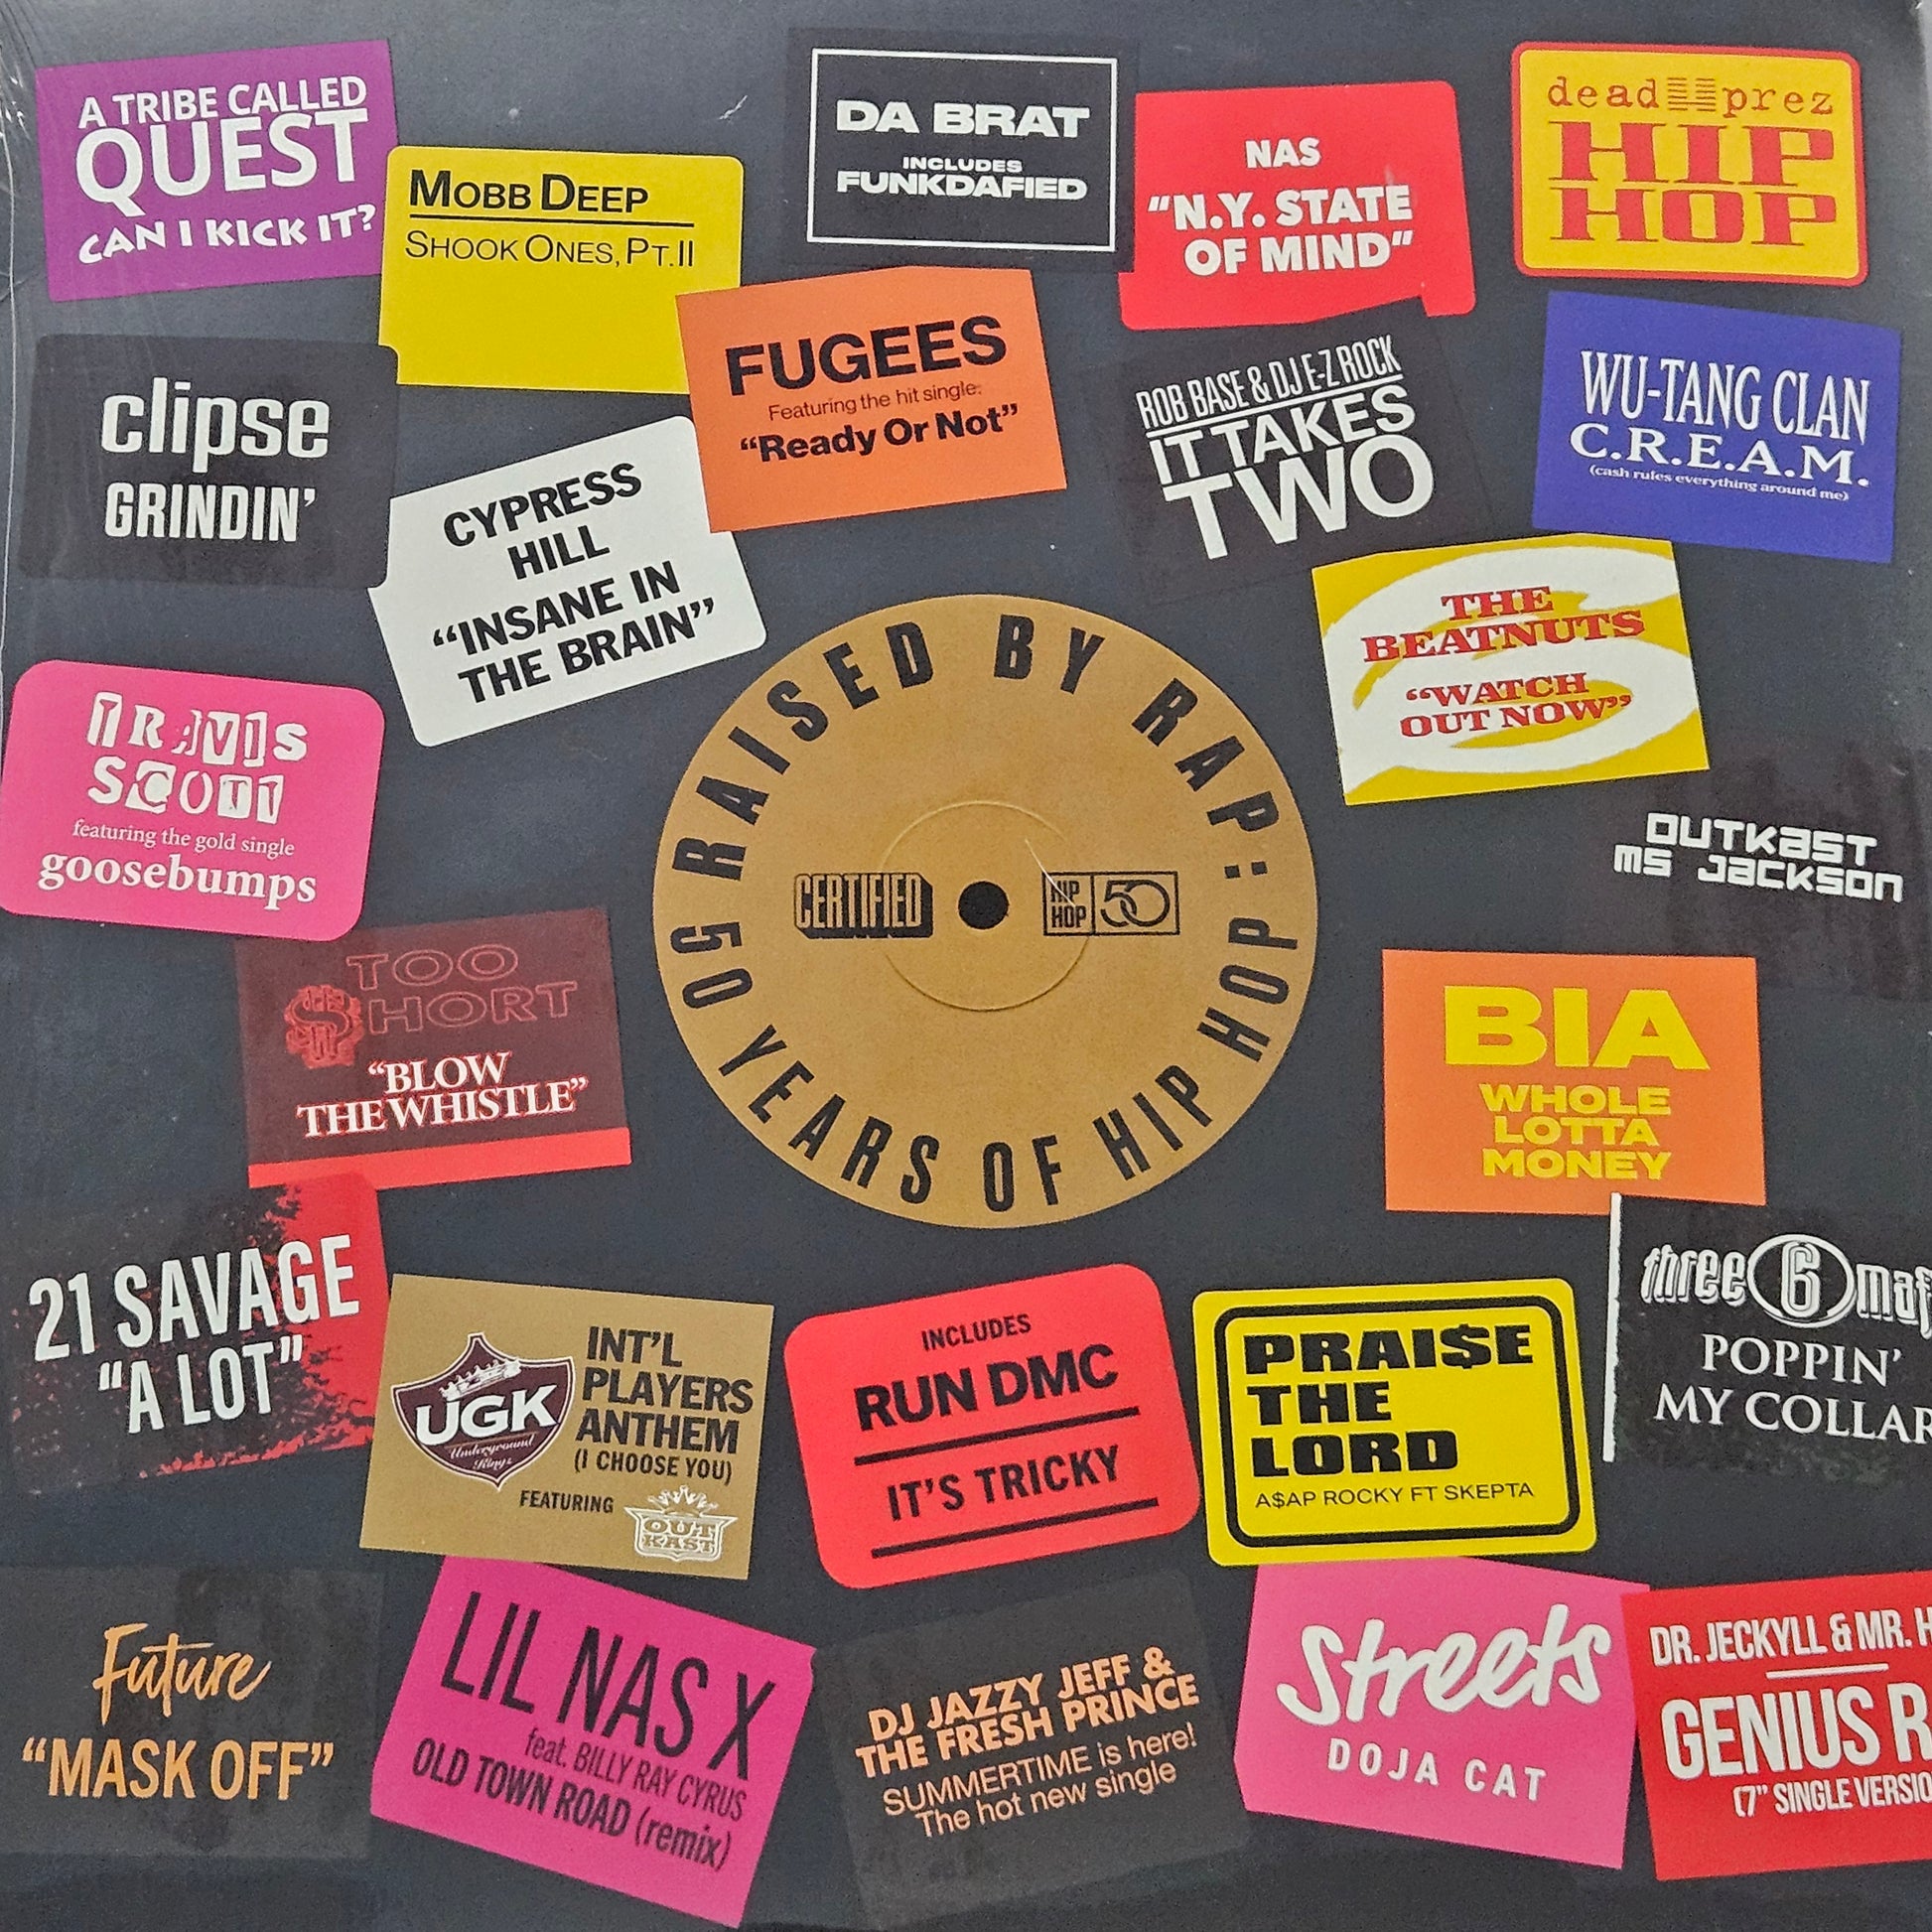 A TRIBE CALLED
QUEST
CAN I KICK IT?
MOBB DEEP
SHOOK ONES, PT.II
DA BRAT
INCLUDES
FUNKDAFIED
NAS
"N.Y. STATE
OF MIND"
dead prez
HIP
HOP
clipse
GRINDIN'
CYPRESS
HILL
“INSANE IN
THE BRAIN”
FUGEES
Featuring the hit single:
“Ready Or Not”
ROB BASE & DJ E-Z ROCK
IT TAKES
TWO
WU-TANG CLAN
C.R.E.A.M.
(cash rules everything around me)
THE
BEATNUTS
“WATCH
OUT NOW”
TRAVIS
SCOTT
featuring the gold single
goosebumps
RAISED BY RAP:
50 YEARS OF HIP HOP
CERTIFIED
HIP
HOP
50
OUTKAST
MS JACKSON
TOO
$HORT
“BLOW
THE WHISTLE”
BIA
WHOLE
LOTTA
MONEY
21 SAVAGE
"A LOT"
UGK
Underground
Kingz
INT'L
PLAYERS
ANTHEM
(I CHOOSE YOU)
FEATURING
OUT
KAST
INCLUDES
RUN DMC
IT'S TRICKY
PRAI$E
THE
LORD
A$AP ROCKY FT SKEPTA
three 6 maf
POPPIN'
MY COLLAR
Future
“MASK OFF”
LIL NAS X
feat. BILLY RAY CYRUS
OLD TOWN ROAD (remix)
DJ JAZZY JEFF &
THE FRESH PRINCE
SUMMERTIME is here!
The hot new single
Streets
DOJA CAT
DR. JECKYLL & MR. H
GENIUS R
(7" SINGLE VERSIO